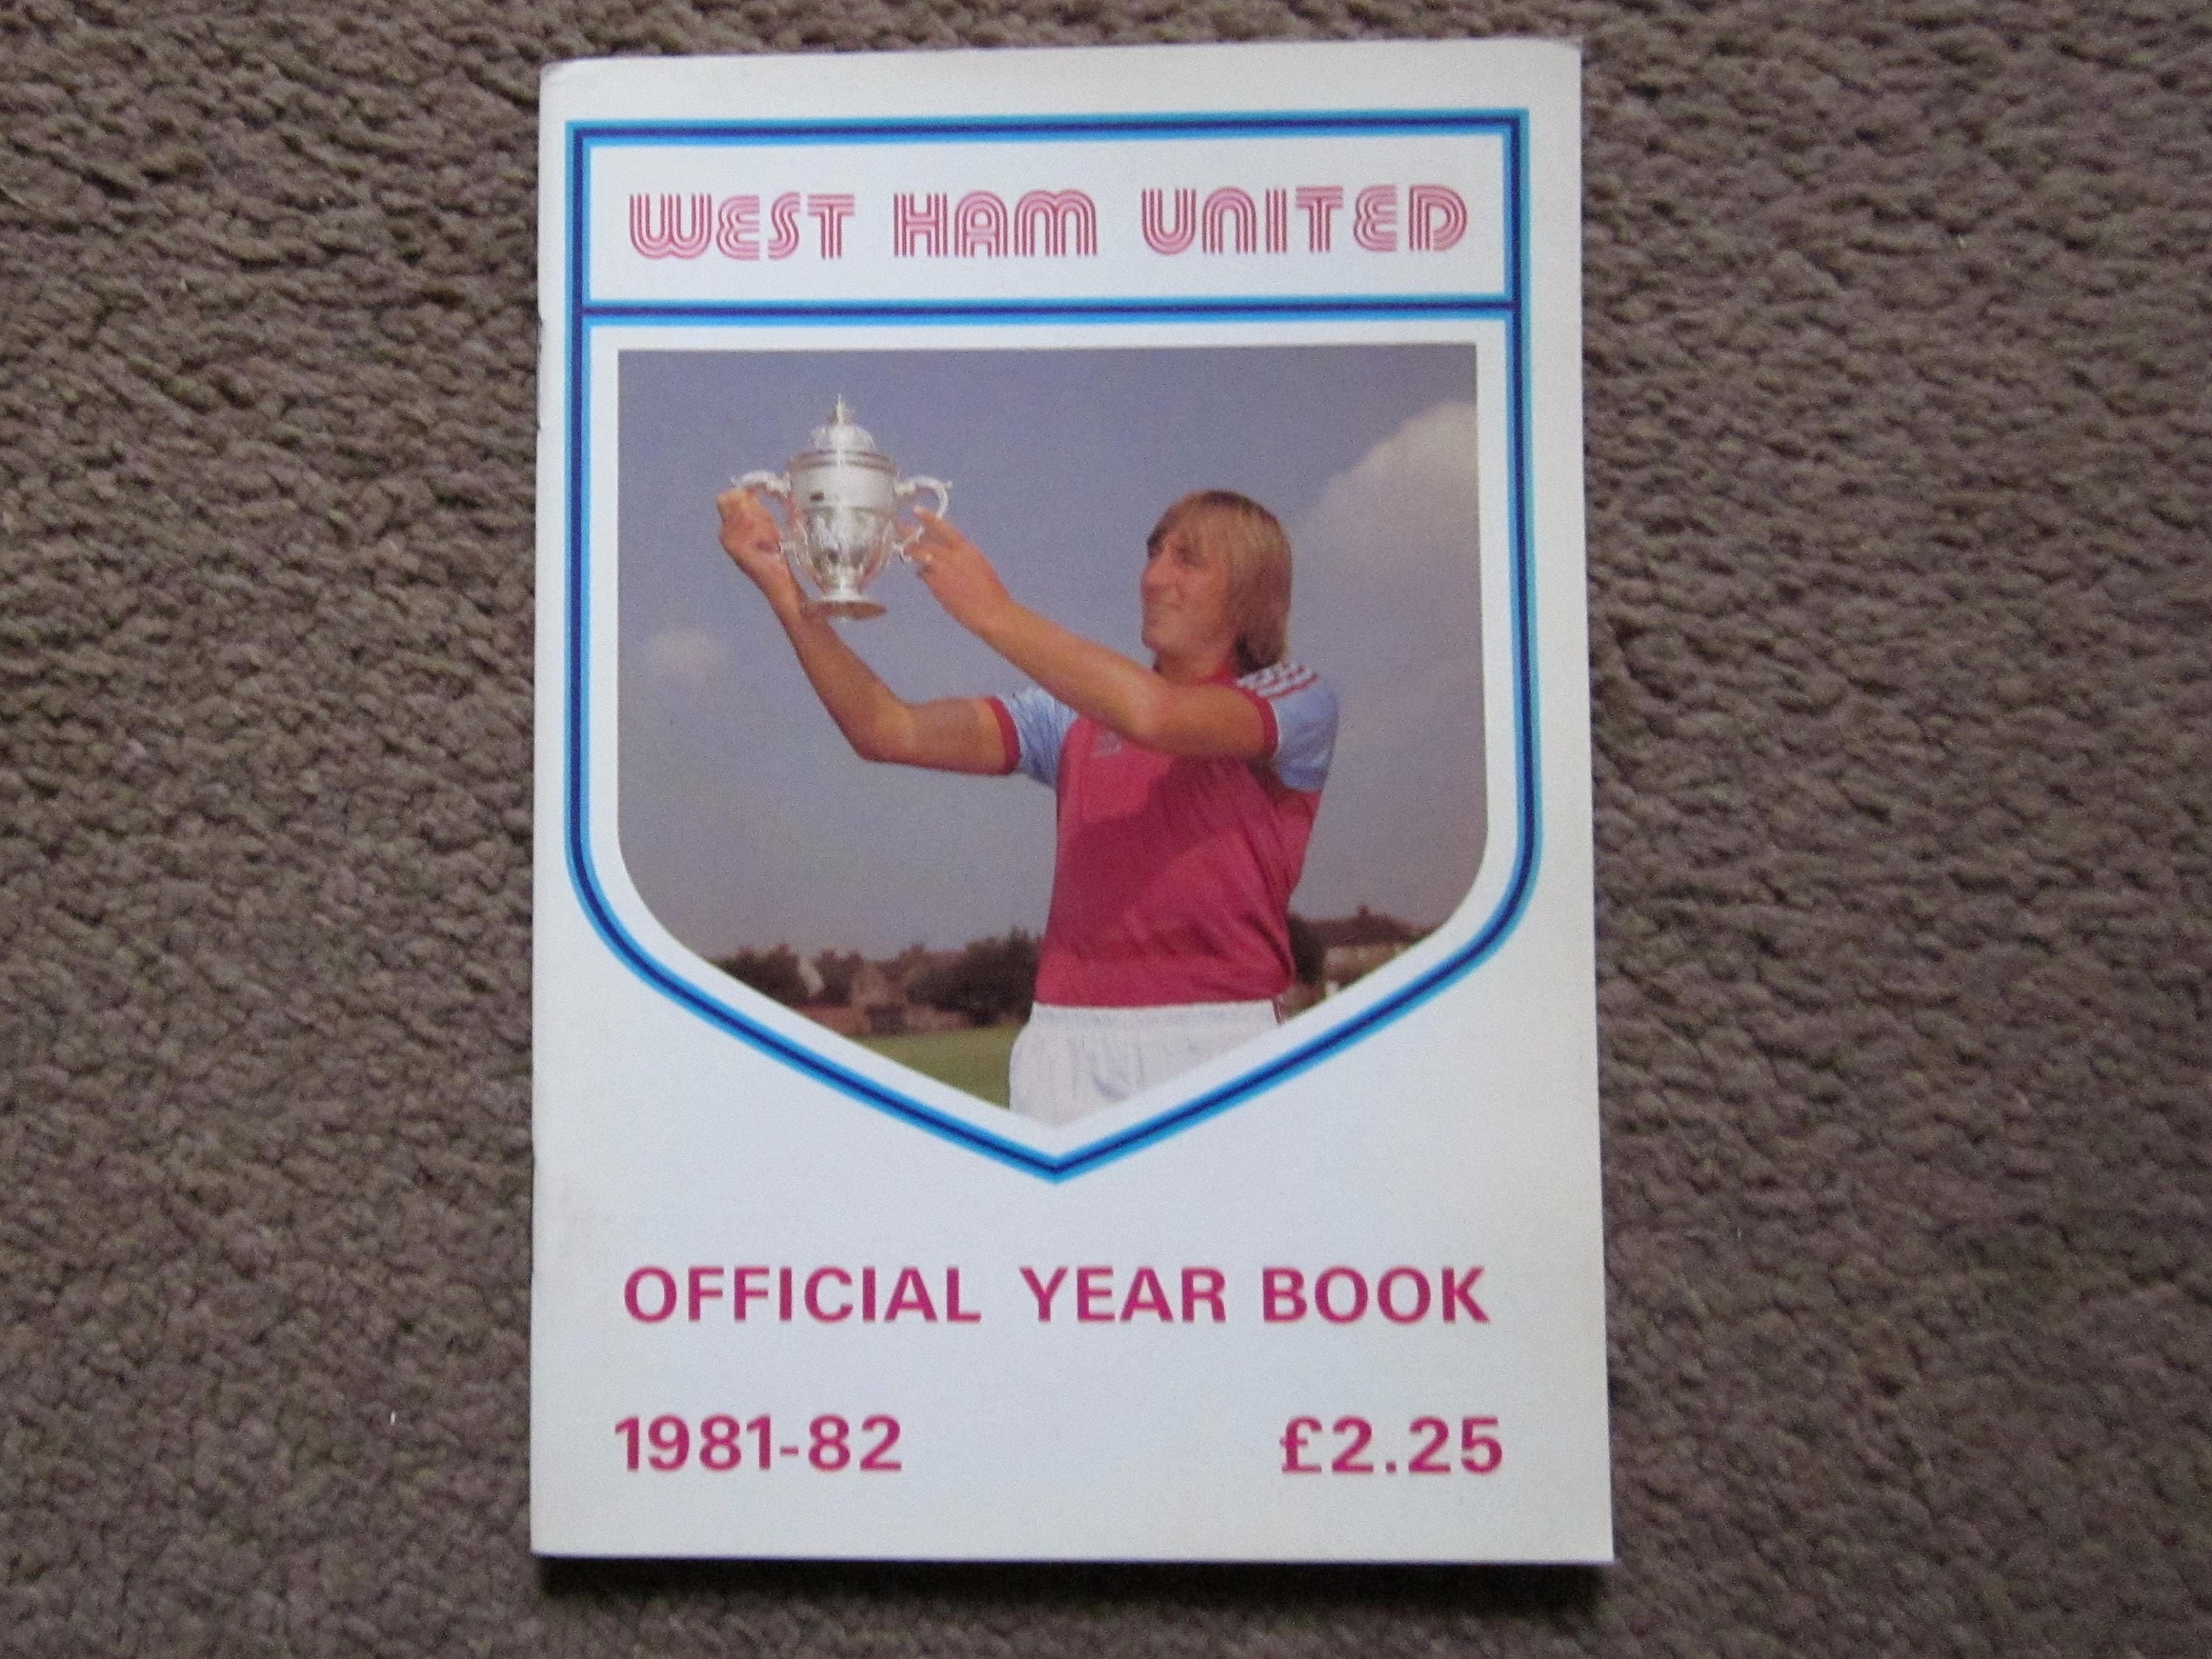 WEST HAM UNITED
OFFICIAL YEAR BOOK
1981-82 £2.25